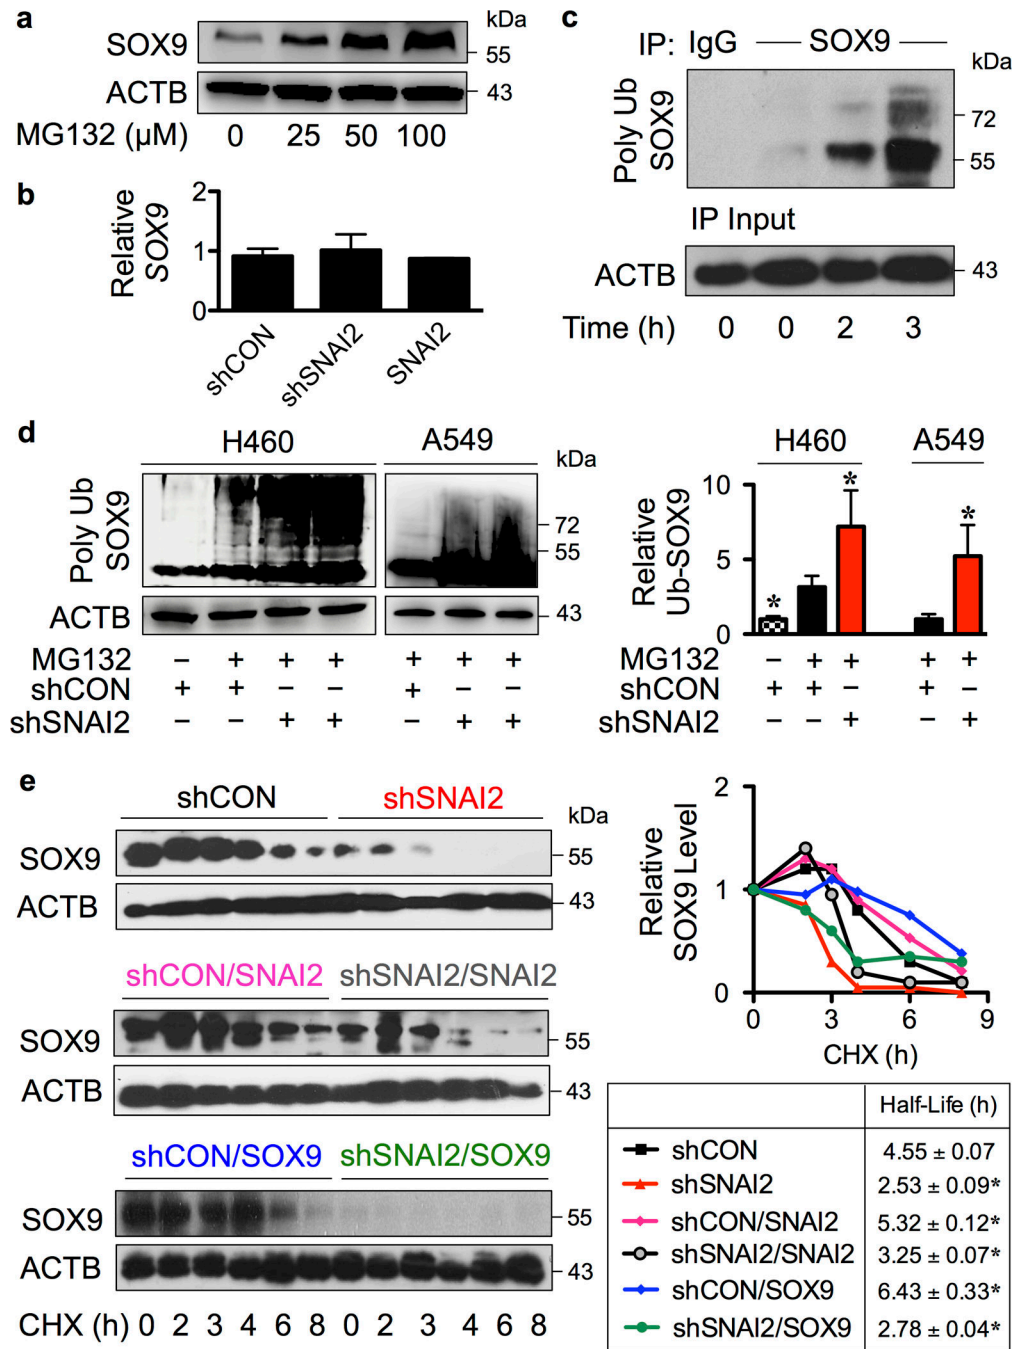 a
kDa
SOX9
55
ACTB
43
MG132 (μM) 0 25 50 100
b
Relative
SOX9
2
1
0
shCON
shSNAI2
SNAI2
c
IP: IgG SOX9
kDa
Poly Ub
SOX9
72
55
IP Input
ACTB
43
Time (h) 0 0 2 3
d
H460 A549
kDa
Poly Ub
SOX9
72
55
ACTB
43
MG132 – + + + + + +
shCON + + – – + – –
shSNAI2 – – + + – + +
H460 A549
Relative
Ub-SOX9
10
5
0
* * *
MG132 – + + + +
shCON + + – + –
shSNAI2 – – + – +
e
shCON shSNAI2
kDa
SOX9
55
ACTB
43
shCON/SNAI2 shSNAI2/SNAI2
SOX9
55
ACTB
43
shCON/SOX9 shSNAI2/SOX9
SOX9
55
ACTB
43
CHX (h) 0 2 3 4 6 8 0 2 3 4 6 8
Relative
SOX9 Level
2
1
0
0 3 6 9
CHX (h)
Half-Life (h)
shCON 4.55 ± 0.07
shSNAI2 2.53 ± 0.09*
shCON/SNAI2 5.32 ± 0.12*
shSNAI2/SNAI2 3.25 ± 0.07*
shCON/SOX9 6.43 ± 0.33*
shSNAI2/SOX9 2.78 ± 0.04*